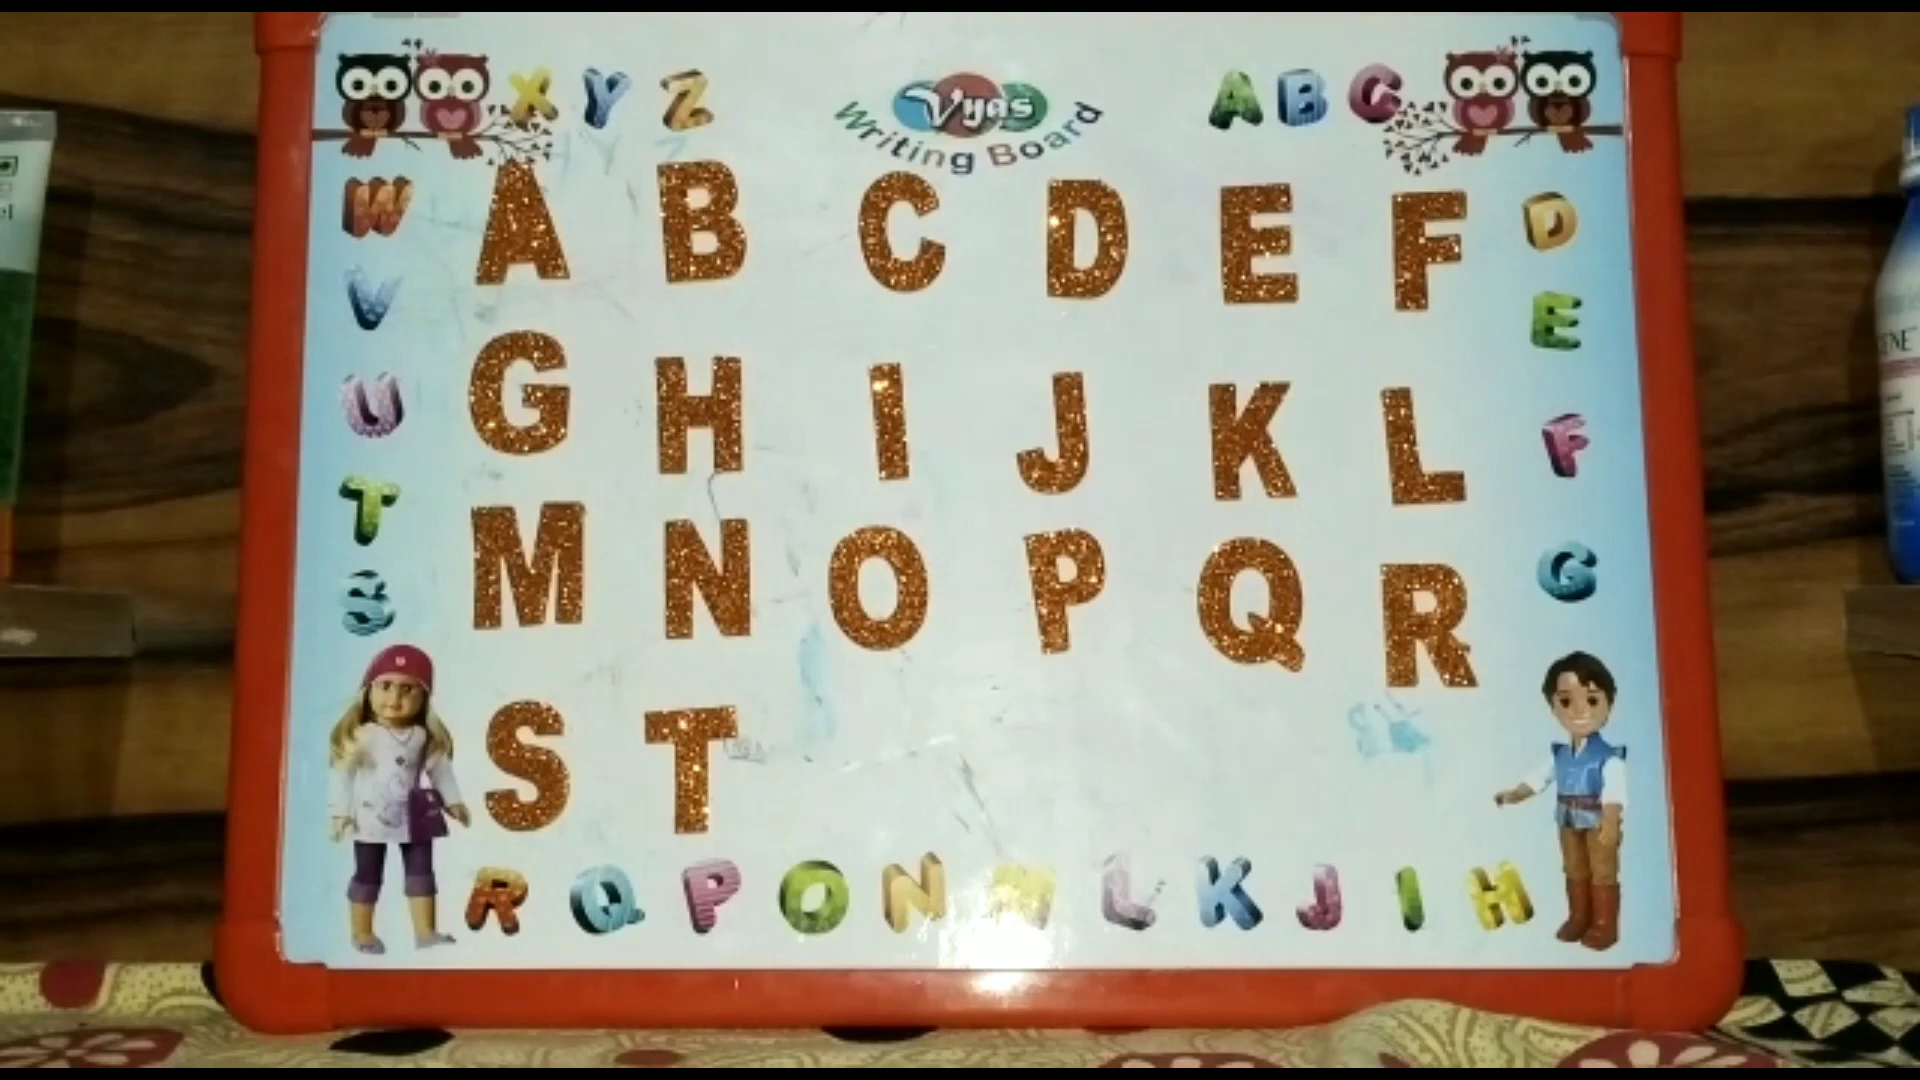 X Y Z
Vyas
Writing Board
A B C
W
A B C D E F
D
V
E
G H I J K L
U
F
T
M N O P Q R
G
S
S T
R Q P O N M L K J I H